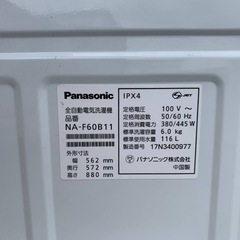 Panasonic
全自動電気洗濯機
品番
NA-F60B11
外形寸法
幅 562 mm
奥行 572 mm
高さ 880 mm
IPX4
JET
定格電圧 100 V～
定格周波数 50/60 Hz
定格消費電力 380/445 W
標準洗濯容量 6.0 kg
標準使用水量 116 L
17N3400977
パナソニック株式会社
中国製